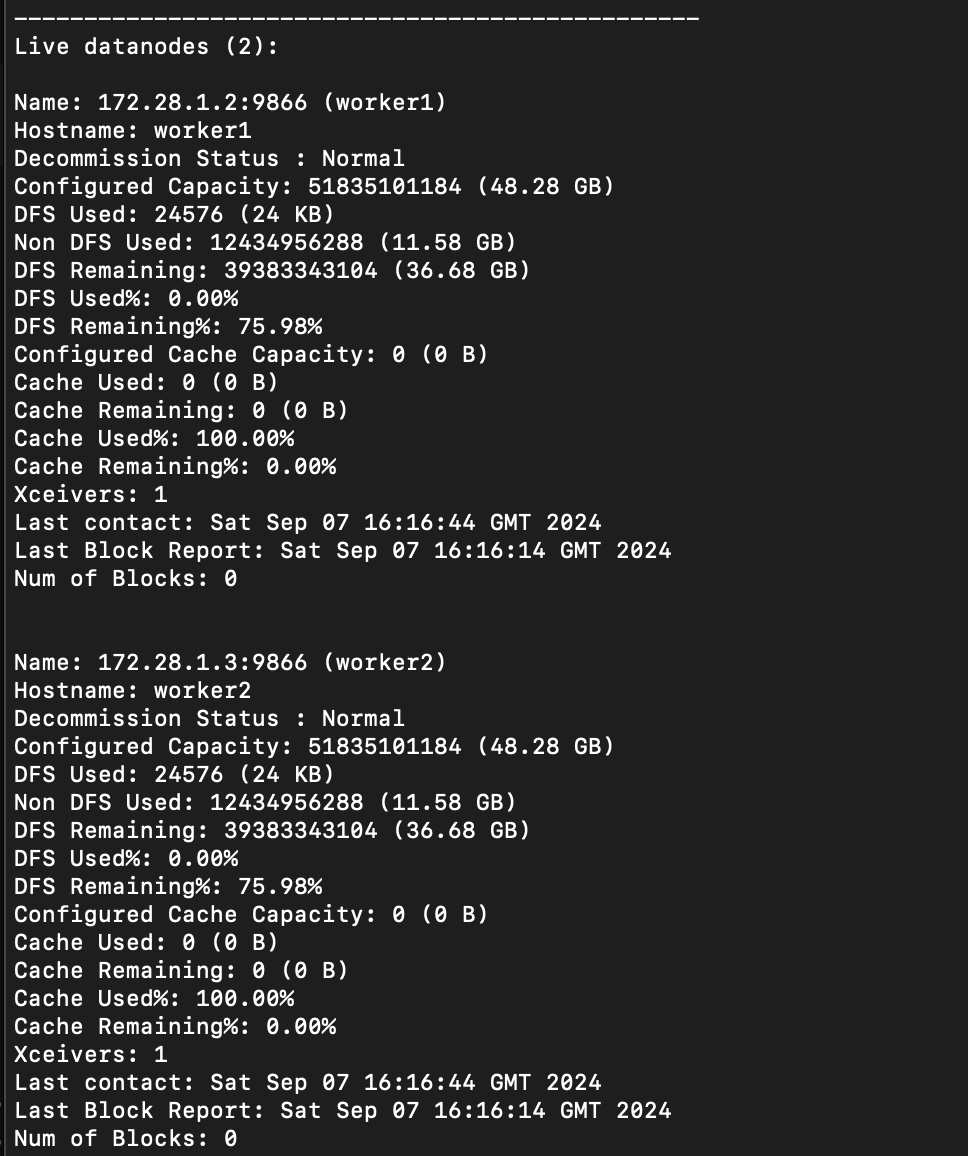 -------------------------------------------------
Live datanodes (2):
Name: 172.28.1.2:9866 (worker1)
Hostname: worker1
Decommission Status : Normal
Configured Capacity: 51835101184 (48.28 GB)
DFS Used: 24576 (24 KB)
Non DFS Used: 12434956288 (11.58 GB)
DFS Remaining: 39383343104 (36.68 GB)
DFS Used%: 0.00%
DFS Remaining%: 75.98%
Configured Cache Capacity: 0 (0 B)
Cache Used: 0 (0 B)
Cache Remaining: 0 (0 B)
Cache Used%: 100.00%
Cache Remaining%: 0.00%
Xceivers: 1
Last contact: Sat Sep 07 16:16:44 GMT 2024
Last Block Report: Sat Sep 07 16:16:14 GMT 2024
Num of Blocks: 0
Name: 172.28.1.3:9866 (worker2)
Hostname: worker2
Decommission Status : Normal
Configured Capacity: 51835101184 (48.28 GB)
DFS Used: 24576 (24 KB)
Non DFS Used: 12434956288 (11.58 GB)
DFS Remaining: 39383343104 (36.68 GB)
DFS Used%: 0.00%
DFS Remaining%: 75.98%
Configured Cache Capacity: 0 (0 B)
Cache Used: 0 (0 B)
Cache Remaining: 0 (0 B)
Cache Used%: 100.00%
Cache Remaining%: 0.00%
Xceivers: 1
Last contact: Sat Sep 07 16:16:44 GMT 2024
Last Block Report: Sat Sep 07 16:16:14 GMT 2024
Num of Blocks: 0